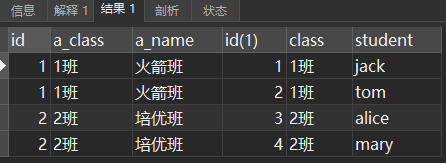 信息 解释 1 结果 1 剖析 状态
id a_class a_name id(1) class student
1 1班 火箭班 1 1班 jack
1 1班 火箭班 2 1班 tom
2 2班 培优班 3 2班 alice
2 2班 培优班 4 2班 mary